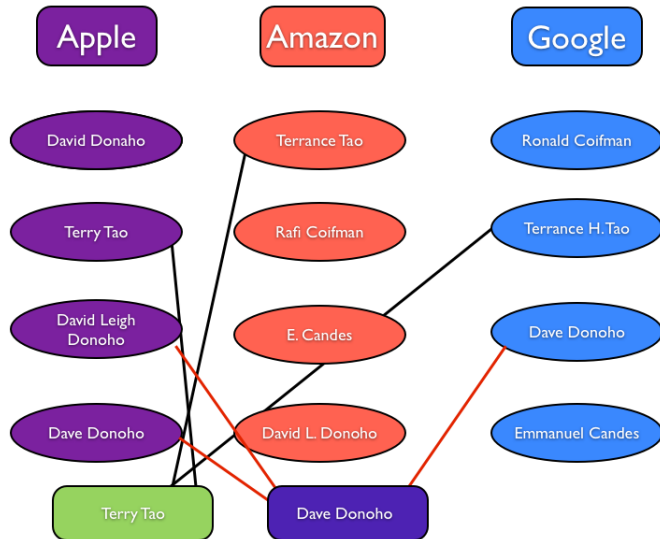 Apple
Amazon
Google
David Donaho
Terrance Tao
Ronald Coifman
Terry Tao
Rafi Coifman
Terrance H. Tao
David Leigh
Donoho
E. Candes
Dave Donoho
Dave Donoho
David L. Donoho
Emmanuel Candes
Terry Tao
Dave Donoho